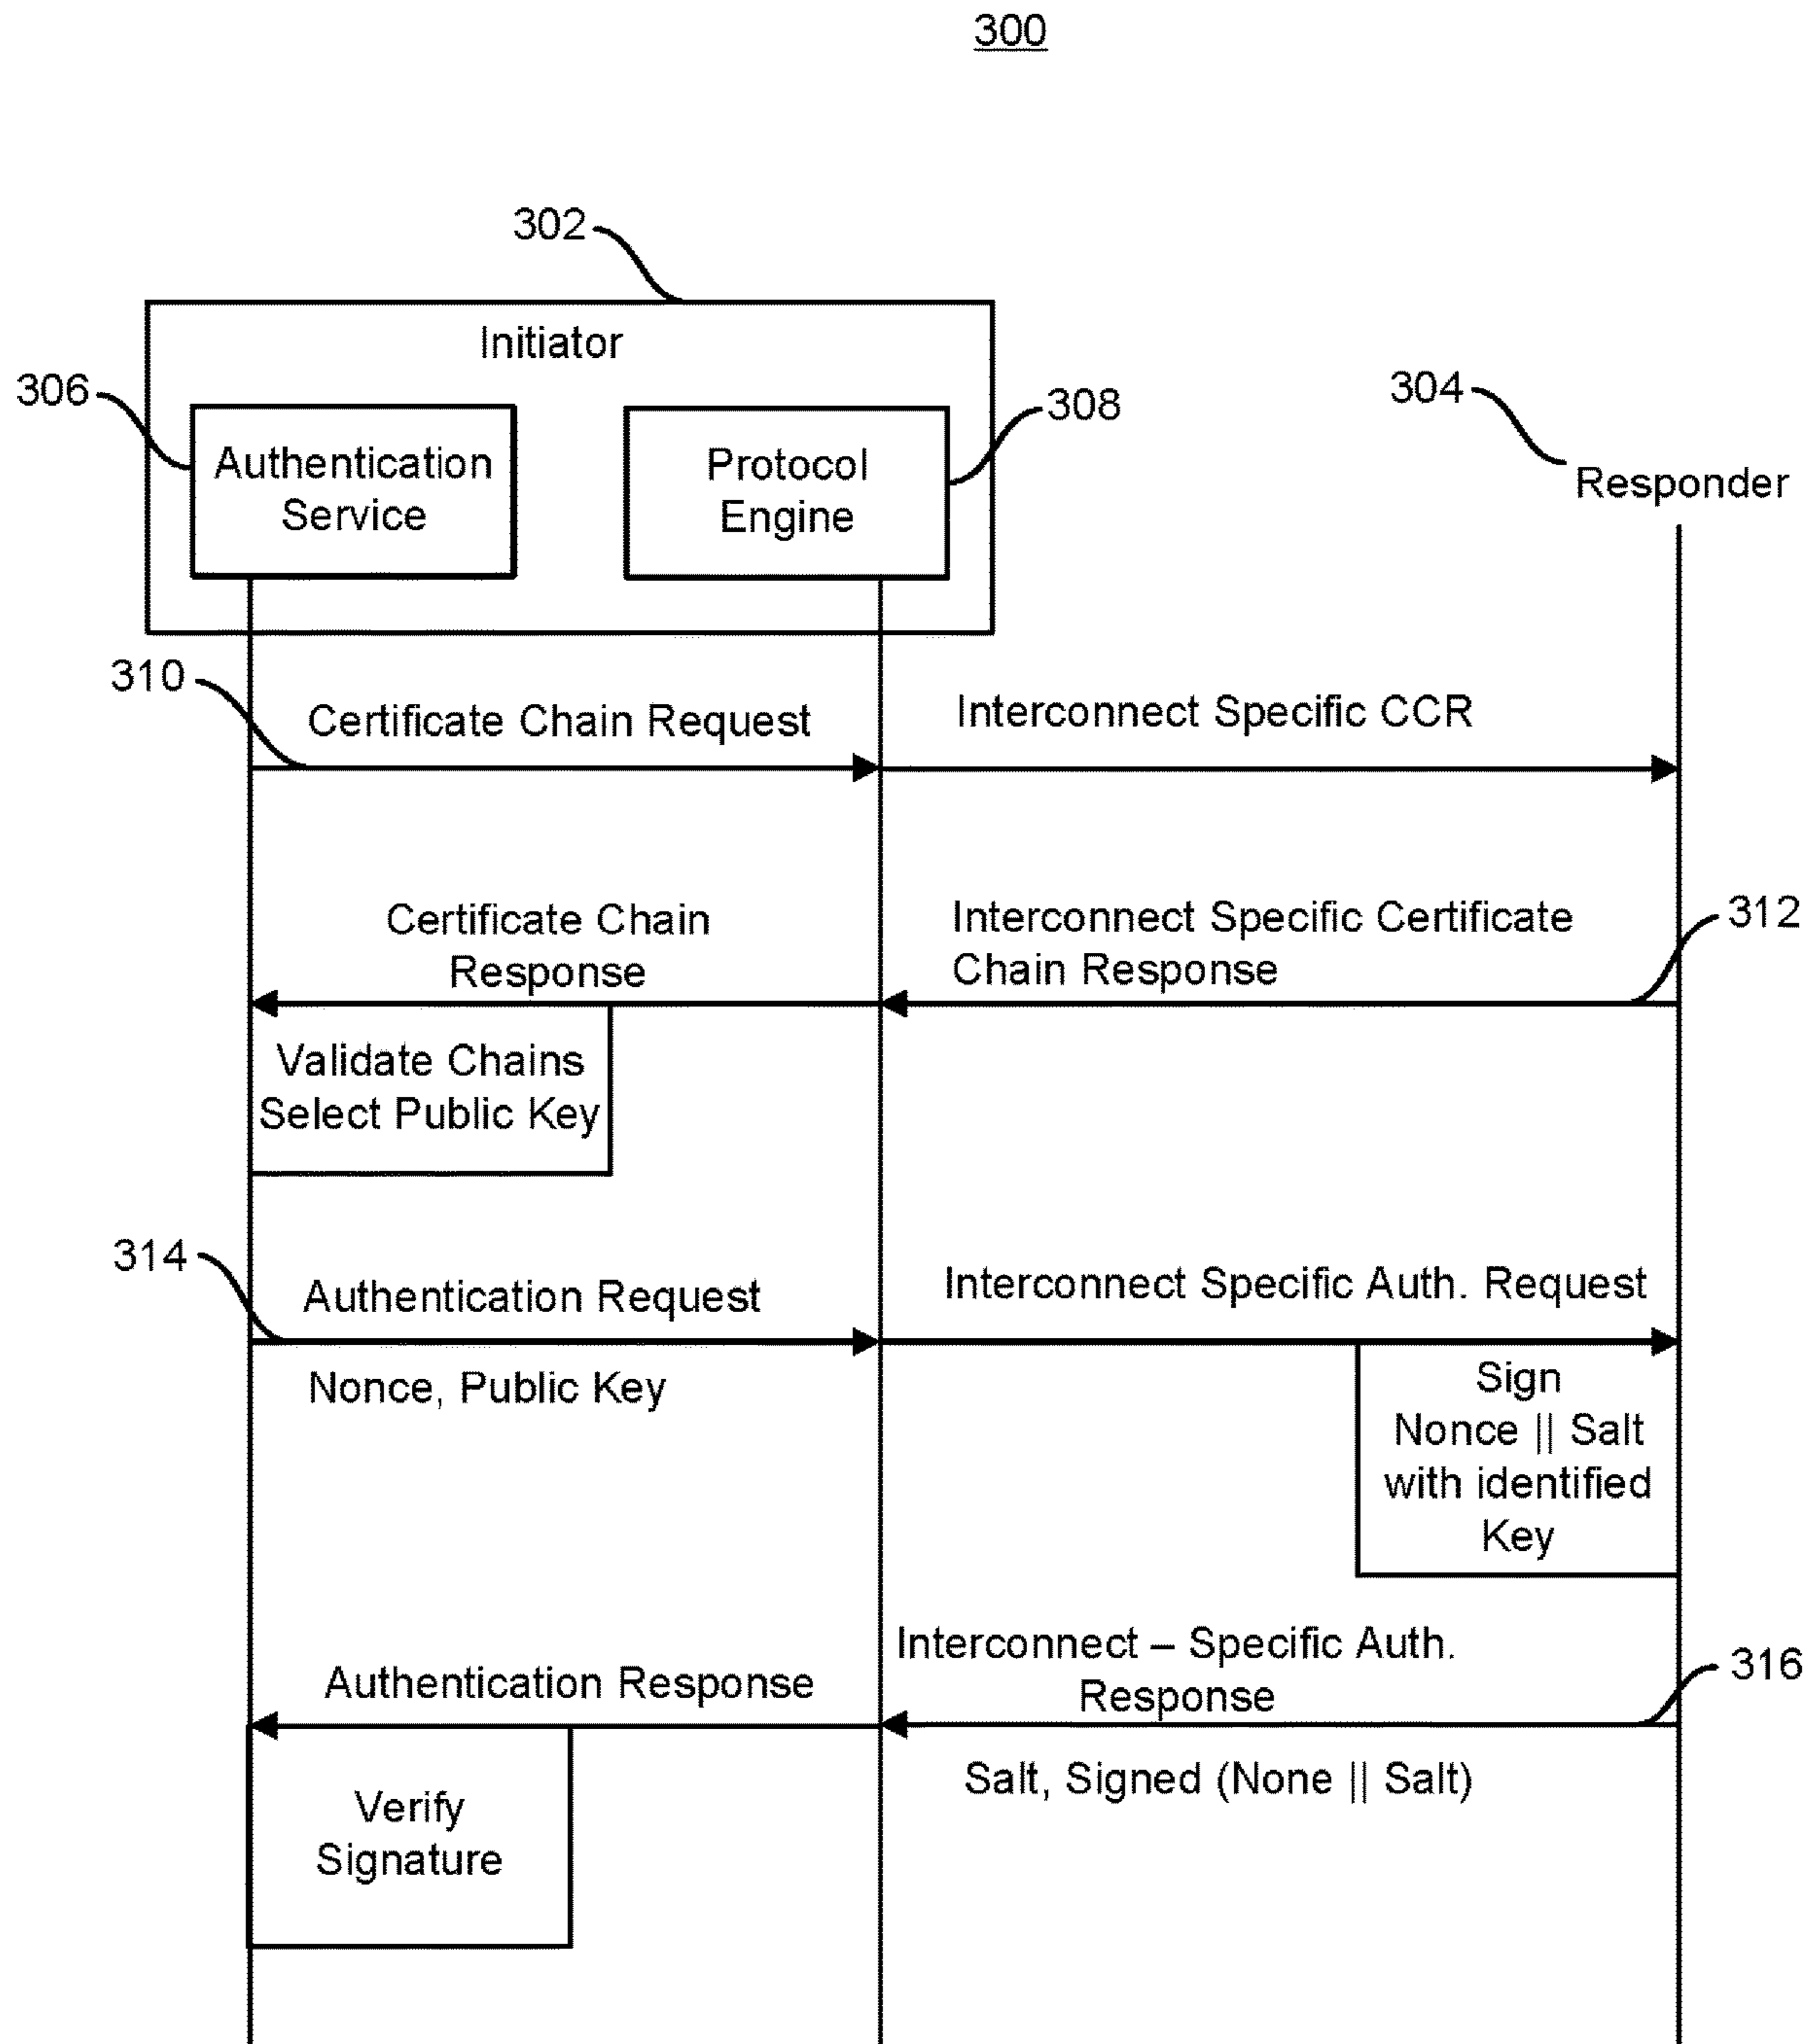 300
302
Initiator
306
308
304
Authentication
Service
Protocol
Engine
Responder
310
Certificate Chain Request
Interconnect Specific CCR
Certificate Chain
Response
Interconnect Specific Certificate
Chain Response
312
Validate Chains
Select Public Key
314
Authentication Request
Interconnect Specific Auth. Request
Nonce, Public Key
Sign
Nonce || Salt
with identified
Key
Authentication Response
Interconnect – Specific Auth.
Response
316
Salt, Signed (None || Salt)
Verify
Signature